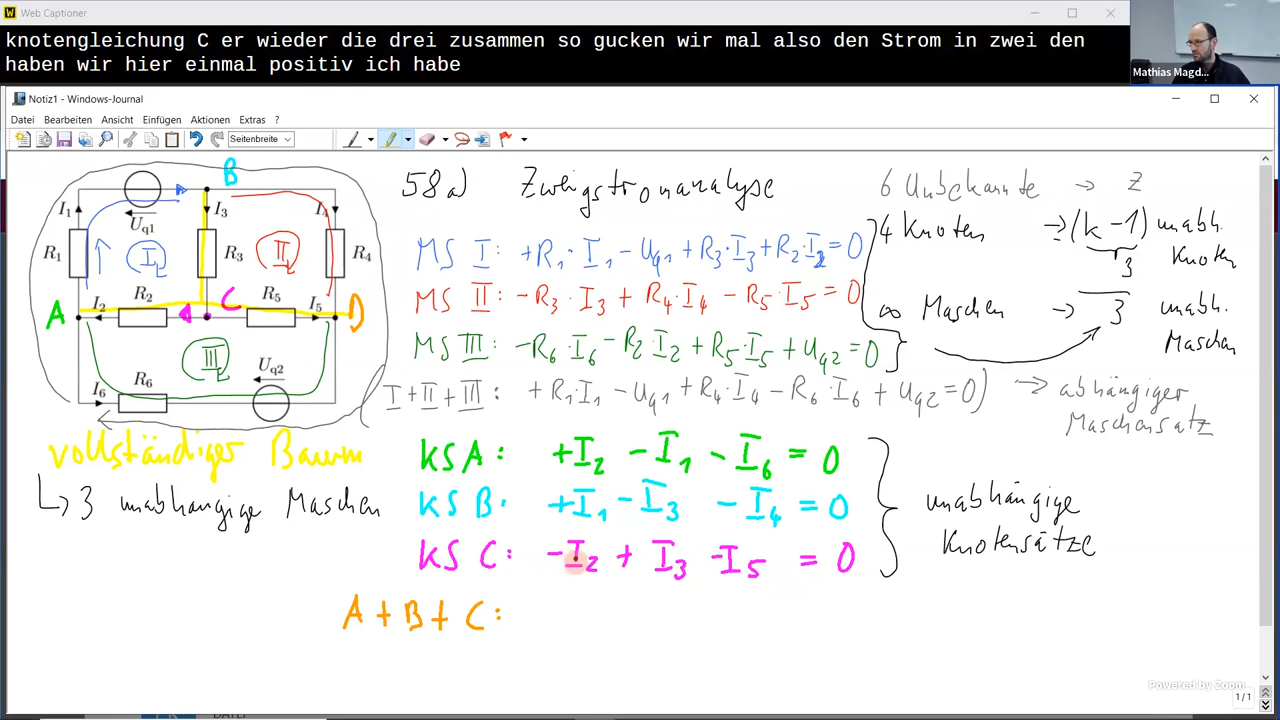 Web Captioner
knotengleichung C er wieder die drei zusammen so gucken wir mal also den Strom in zwei den
haben wir hier einmal positiv ich habe
Mathias Magd...
Notiz1 - Windows-Journal
Datei Bearbeiten Ansicht Einfügen Aktionen Extras ?
Seitenbreite
58a) Zweigstromanalyse
6 Unbekannte → Z
4 Knoten → (k-1) unabh. Knoten
3
∞ Maschen → 3 unabh. Maschen
B
I1 Uq1 I3 I4
R1 I R3 II R4
A I2 R2 C R5 I5 D
III
I6 R6 Uq2
MS I: +R1·I1 - Uq1 + R3·I3 + R2·I2 = 0
MS II: -R3·I3 + R4·I4 - R5·I5 = 0
MS III: -R6·I6 - R2·I2 + R5·I5 + Uq2 = 0
I+II+III: +R1·I1 - Uq1 + R4·I4 - R6·I6 + Uq2 = 0) → abhängiger Maschensatz
vollständiger Baum
↳ 3 unabhängige Maschen
KS A: +I2 - I1 - I6 = 0
KS B: +I1 - I3 - I4 = 0
KS C: -I2 + I3 - I5 = 0
unabhängige
Knotensätze
A+B+C:
Powered by Zoom
1/1